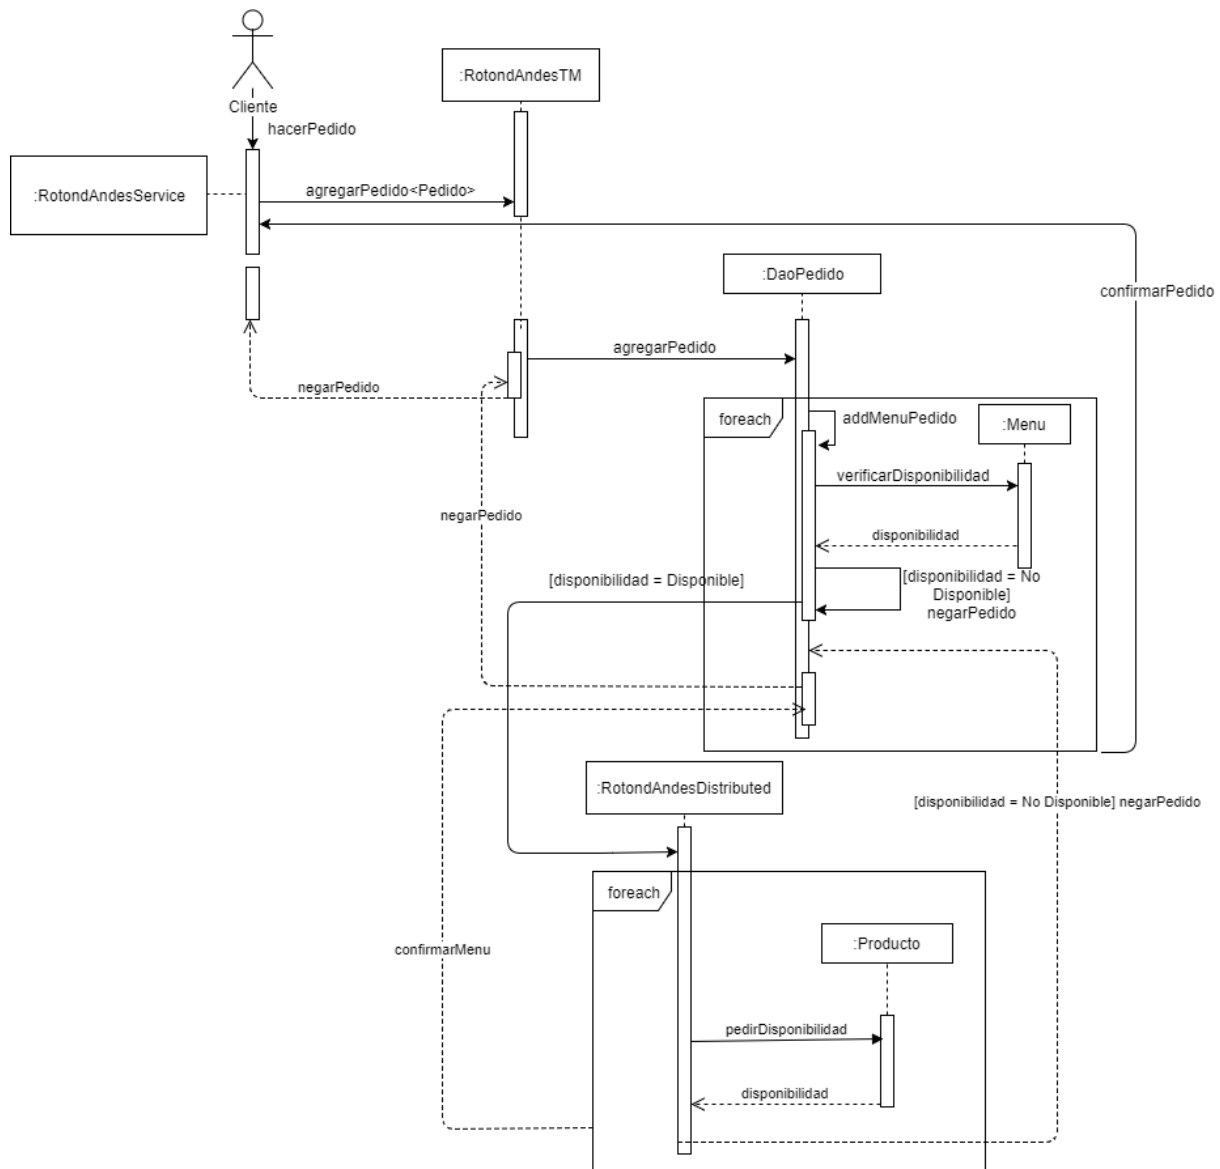 :RotondAndesTM
Cliente
hacerPedido
:RotondAndesService
agregarPedido<Pedido>
:DaoPedido
confirmarPedido
agregarPedido
negarPedido
foreach
addMenuPedido
:Menu
verificarDisponibilidad
negarPedido
disponibilidad
[disponibilidad = Disponible]
[disponibilidad = No
Disponible]
negarPedido
:RotondAndesDistributed
[disponibilidad = No Disponible] negarPedido
foreach
confirmarMenu
:Producto
pedirDisponibilidad
disponibilidad